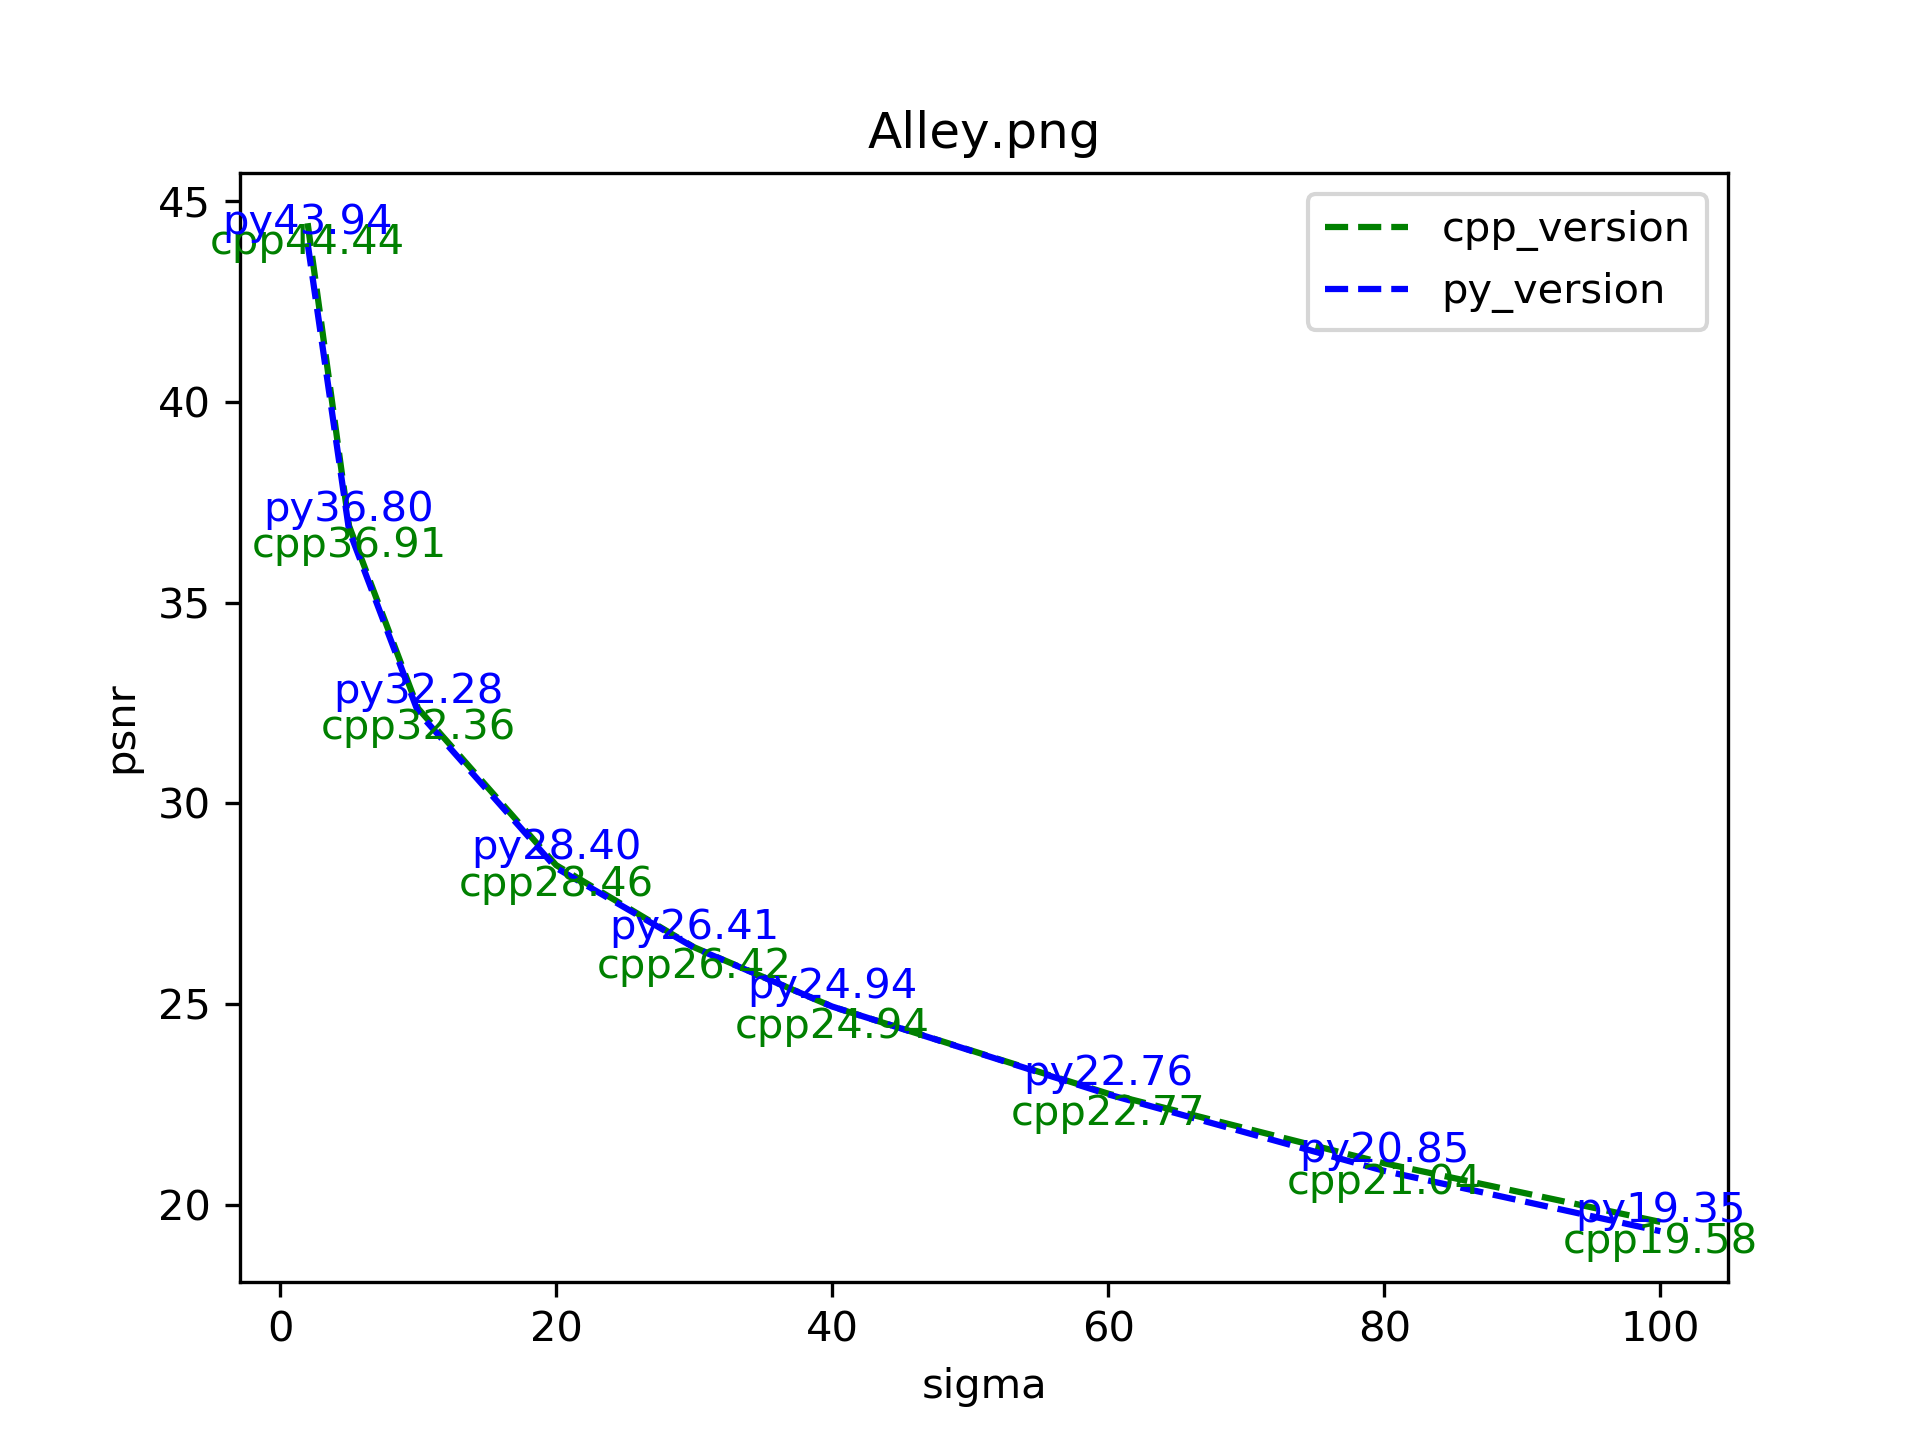 Alley.png
45
40
35
30
25
20
psnr
cpp_version
py_version
py43.94
cpp44.44
py36.80
cpp36.91
py32.28
cpp32.36
py28.40
cpp28.46
py26.41
cpp26.42
py24.94
cpp24.94
py22.76
cpp22.77
py20.85
cpp21.04
py19.35
cpp19.58
0 20 40 60 80 100
sigma